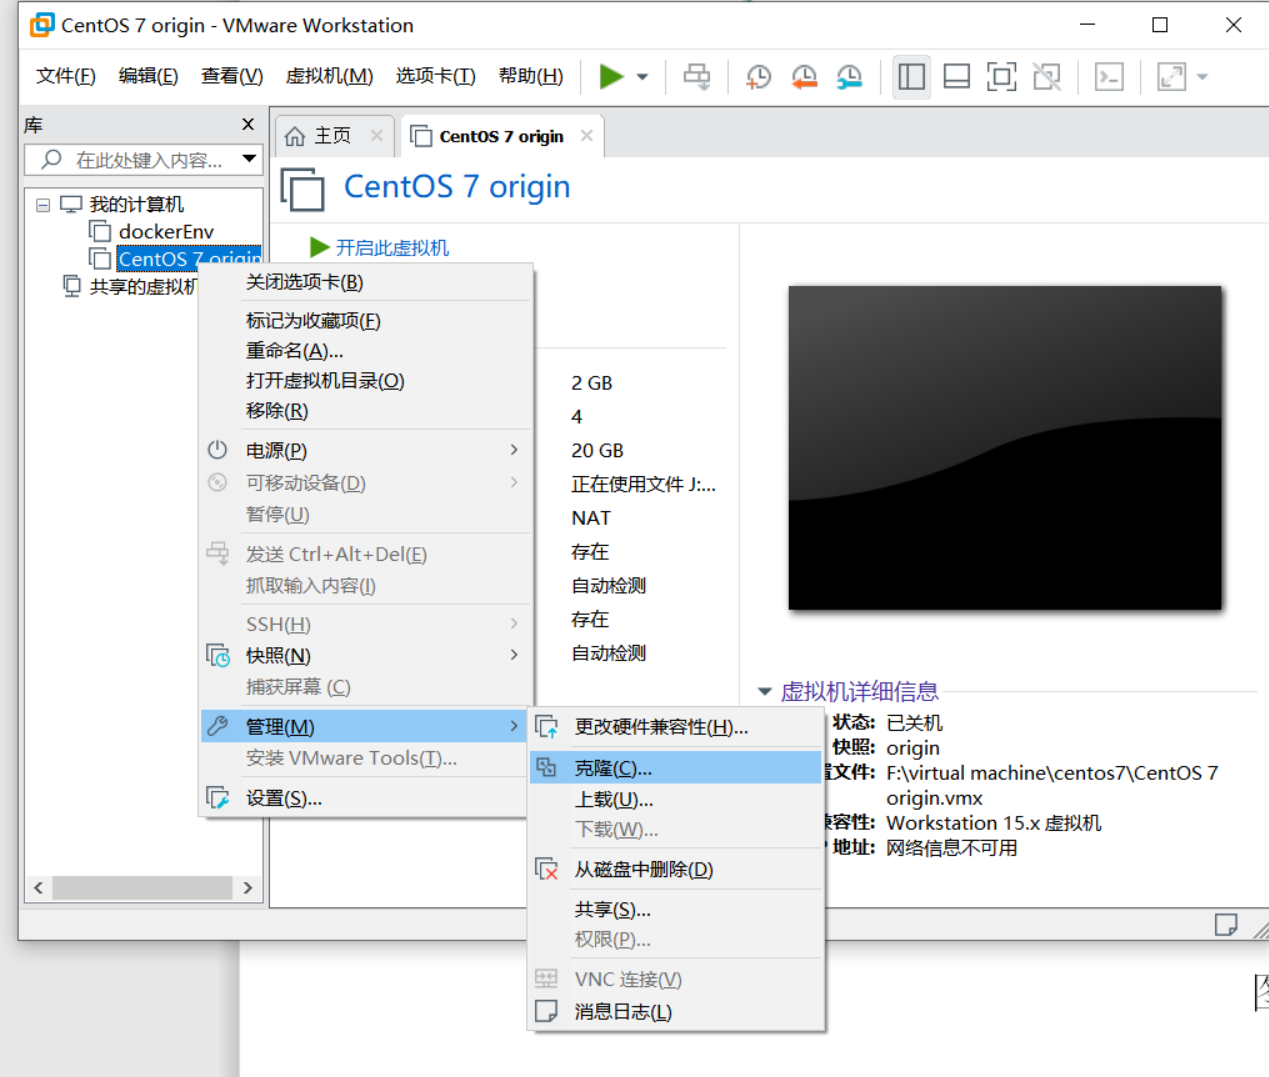 CentOS 7 origin - VMware Workstation
文件(F) 编辑(E) 查看(V) 虚拟机(M) 选项卡(T) 帮助(H)
库
在此处键入内容...
我的计算机
dockerEnv
CentOS 7 origin
共享的虚拟机
主页
CentOS 7 origin
CentOS 7 origin
开启此虚拟机
关闭选项卡(B)
标记为收藏项(F)
重命名(A)...
打开虚拟机目录(O)
移除(R)
电源(P)
可移动设备(D)
暂停(U)
发送 Ctrl+Alt+Del(E)
抓取输入内容(I)
SSH(H)
快照(N)
捕获屏幕 (C)
管理(M)
安装 VMware Tools(T)...
设置(S)...
2 GB
4
20 GB
正在使用文件 J:...
NAT
存在
自动检测
存在
自动检测
更改硬件兼容性(H)...
克隆(C)...
上载(U)...
下载(W)...
从磁盘中删除(D)
共享(S)...
权限(P)...
VNC 连接(V)
消息日志(L)
虚拟机详细信息
状态: 已关机
快照: origin
置文件: F:\virtual machine\centos7\CentOS 7
origin.vmx
兼容性: Workstation 15.x 虚拟机
地址: 网络信息不可用